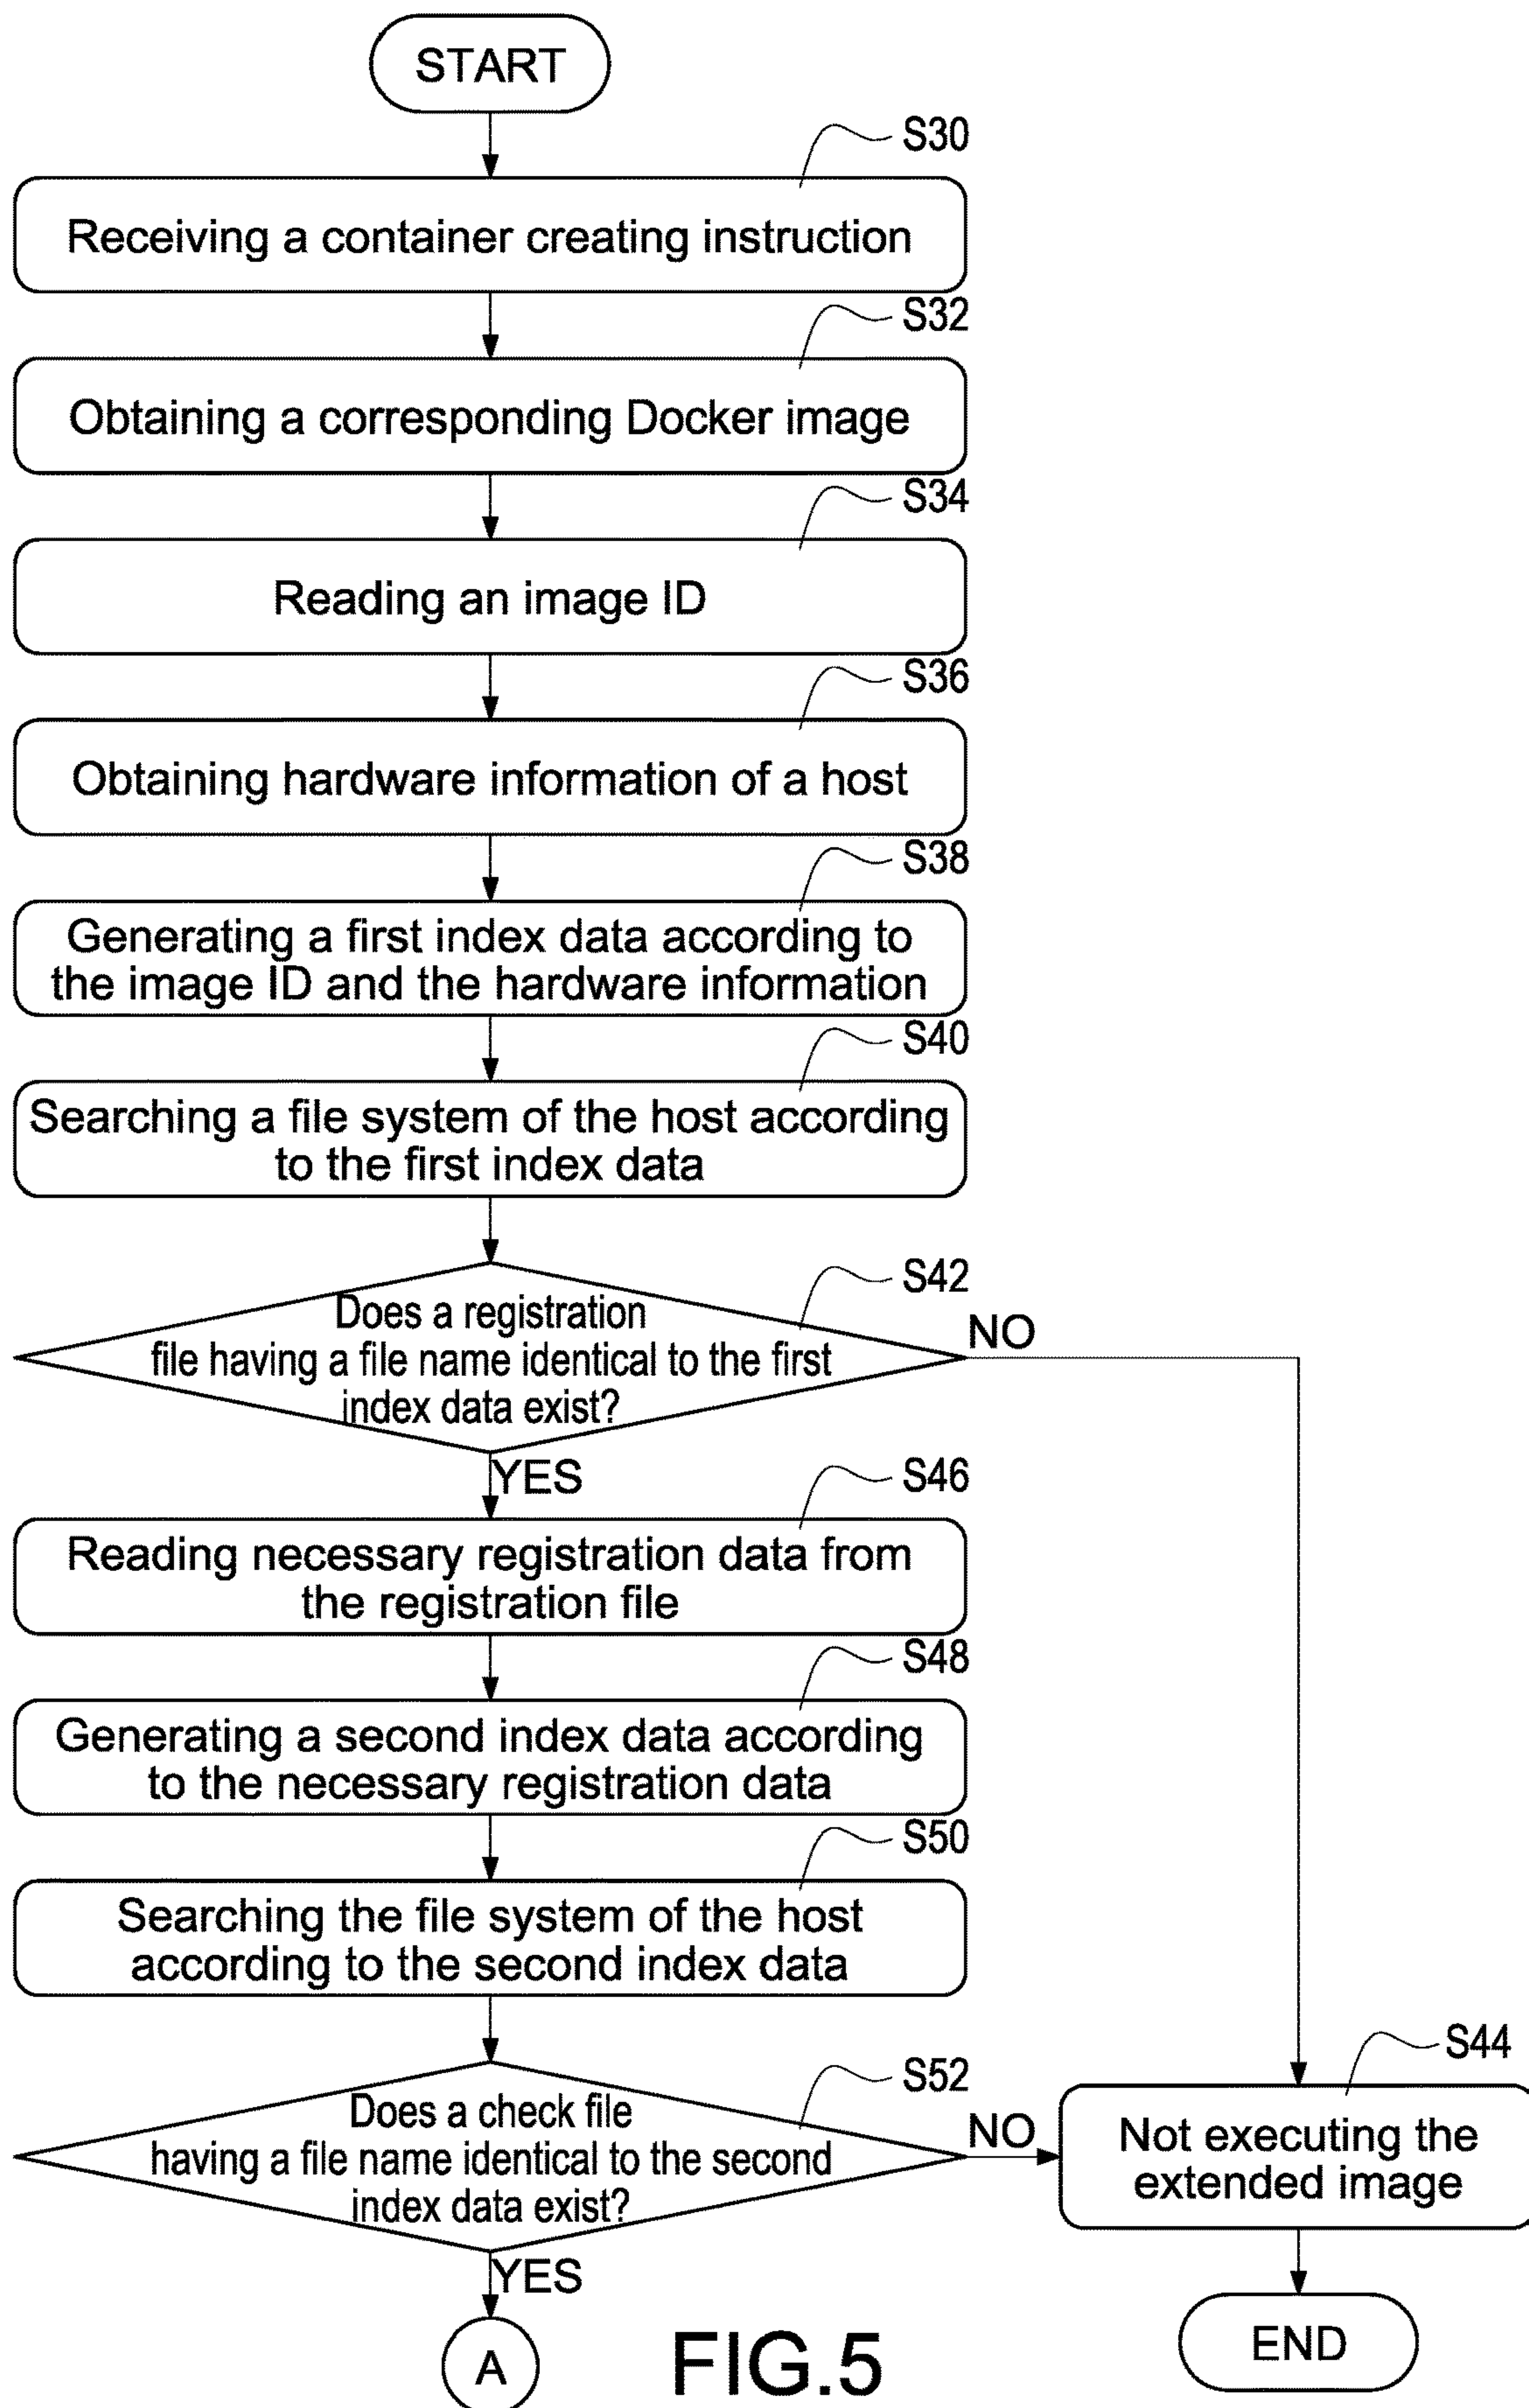 START
S30
Receiving a container creating instruction
S32
Obtaining a corresponding Docker image
S34
Reading an image ID
S36
Obtaining hardware information of a host
S38
Generating a first index data according to
the image ID and the hardware information
S40
Searching a file system of the host according
to the first index data
S42
Does a registration
file having a file name identical to the first
index data exist?
NO
YES
S46
Reading necessary registration data from
the registration file
S48
Generating a second index data according
to the necessary registration data
S50
Searching the file system of the host
according to the second index data
S52
Does a check file
having a file name identical to the second
index data exist?
NO
S44
Not executing the
extended image
YES
A
END
FIG.5